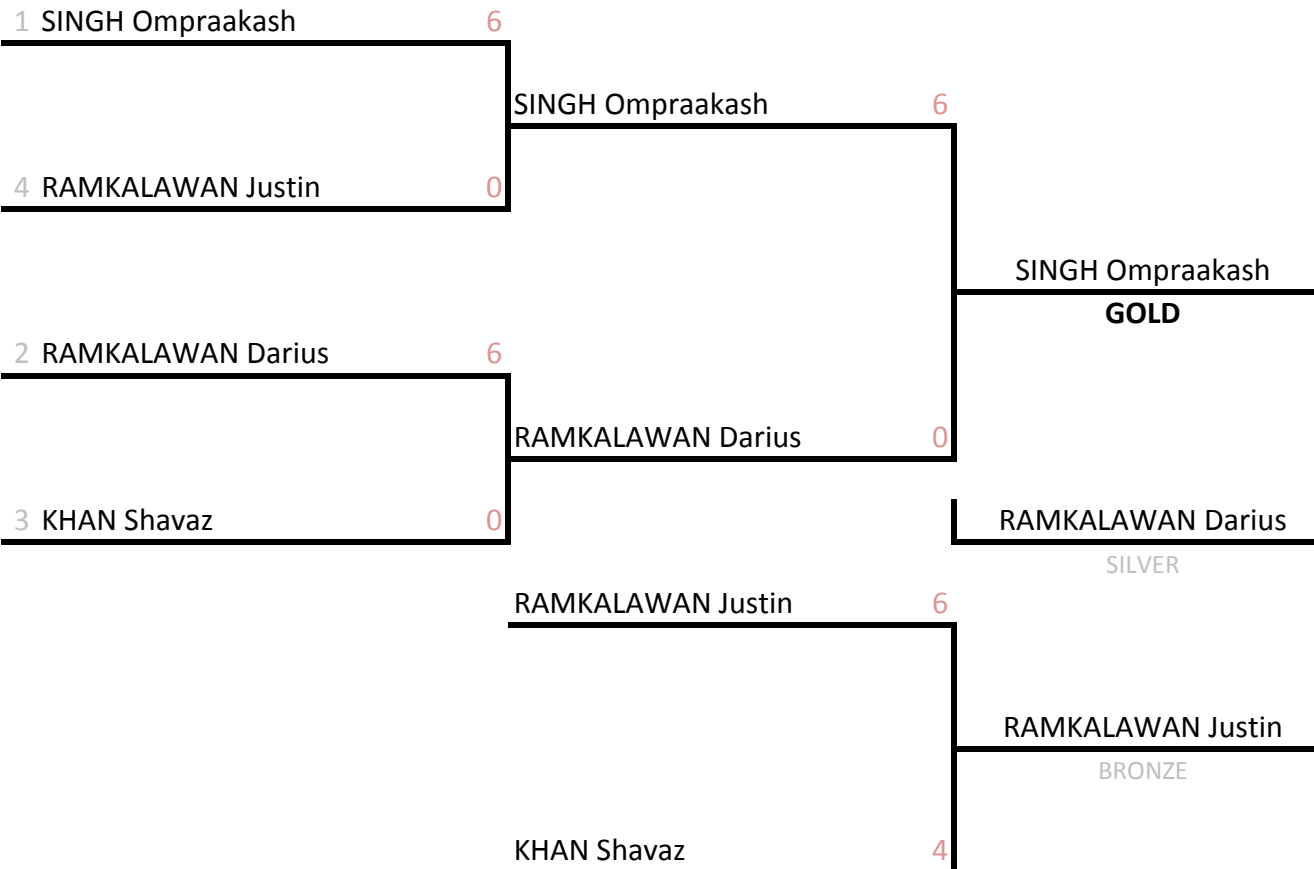 1 SINGH Ompraakash 6
SINGH Ompraakash 6
4 RAMKALAWAN Justin 0
SINGH Ompraakash
GOLD
2 RAMKALAWAN Darius 6
RAMKALAWAN Darius 0
3 KHAN Shavaz 0
RAMKALAWAN Darius
SILVER
RAMKALAWAN Justin 6
RAMKALAWAN Justin
BRONZE
KHAN Shavaz 4